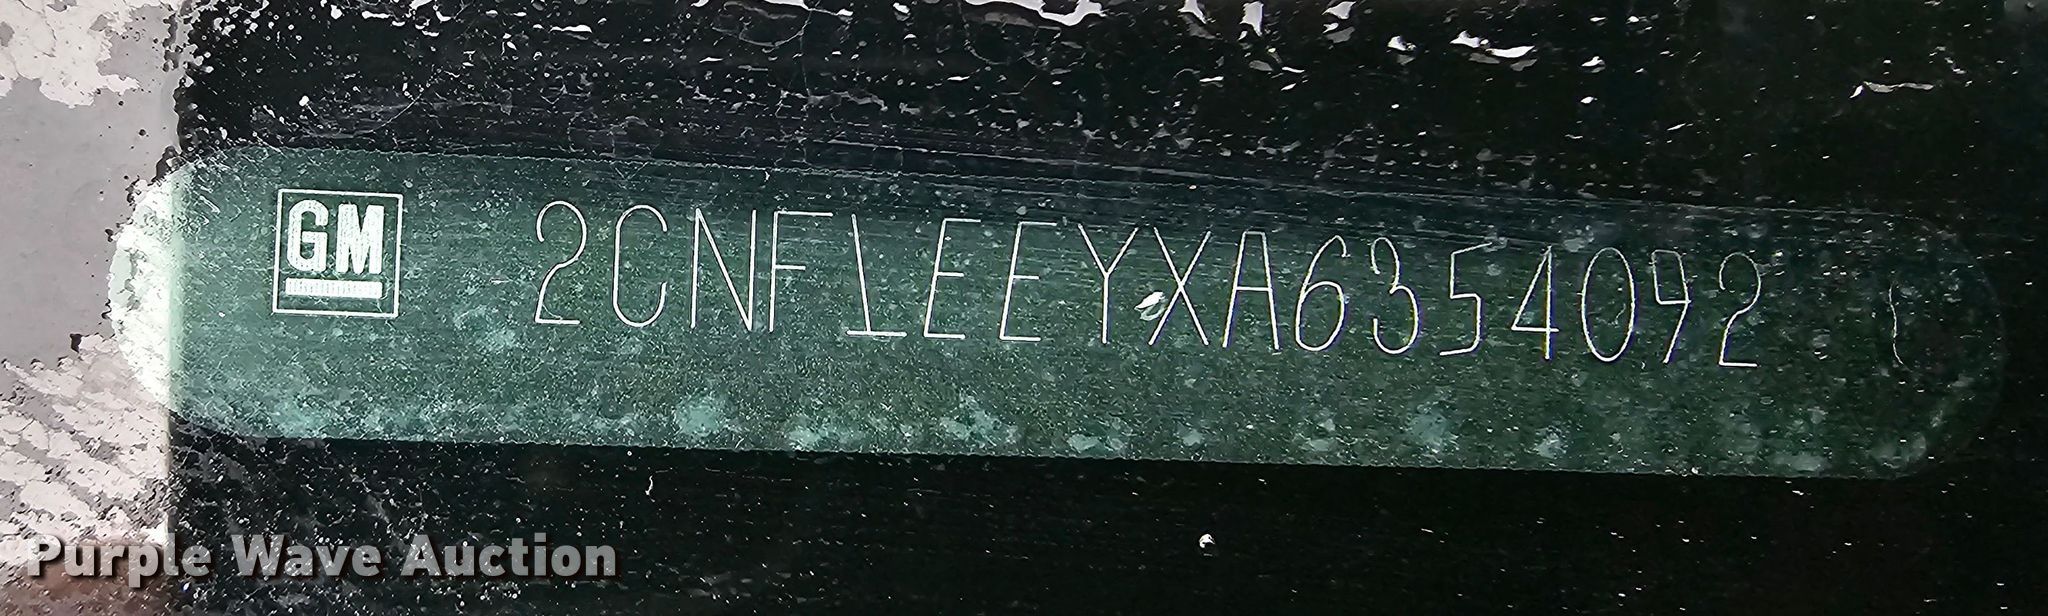 GM 2CNFLEEYXA6354092
Purple Wave Auction